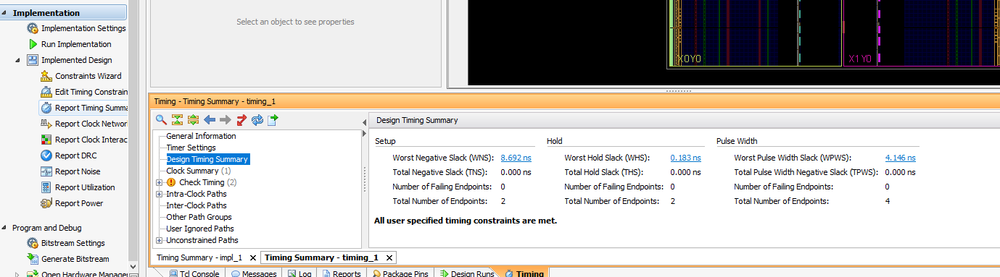 Implementation
Implementation Settings
Run Implementation
Implemented Design
Constraints Wizard
Edit Timing Constrain
Report Timing Summa
Report Clock Networ
Report Clock Interac
Report DRC
Report Noise
Report Utilization
Report Power
Program and Debug
Bitstream Settings
Generate Bitstream
Open Hardware Manager
Select an object to see properties
X0Y0
X1Y0
Timing - Timing Summary - timing_1
General Information
Timer Settings
Design Timing Summary
Clock Summary (1)
Check Timing (2)
Intra-Clock Paths
Inter-Clock Paths
Other Path Groups
User Ignored Paths
Unconstrained Paths
Design Timing Summary
Setup Hold Pulse Width
Worst Negative Slack (WNS): 8.692 ns Worst Hold Slack (WHS): 0.183 ns Worst Pulse Width Slack (WPWS): 4.146 ns
Total Negative Slack (TNS): 0.000 ns Total Hold Slack (THS): 0.000 ns Total Pulse Width Negative Slack (TPWS): 0.000 ns
Number of Failing Endpoints: 0 Number of Failing Endpoints: 0 Number of Failing Endpoints: 0
Total Number of Endpoints: 2 Total Number of Endpoints: 2 Total Number of Endpoints: 4
All user specified timing constraints are met.
Timing Summary - impl_1 Timing Summary - timing_1
Tcl Console Messages Log Reports Package Pins Design Runs Timing